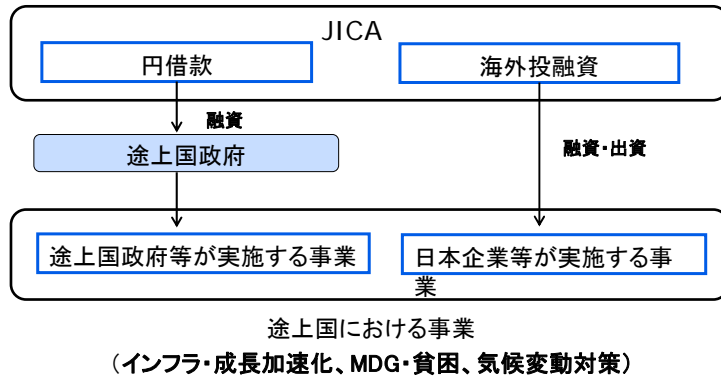 JICA
円借款
海外投融資
融資
途上国政府
融資・出資
途上国政府等が実施する事業
日本企業等が実施する事
業
途上国における事業
（インフラ・成長加速化、MDG・貧困、気候変動対策）